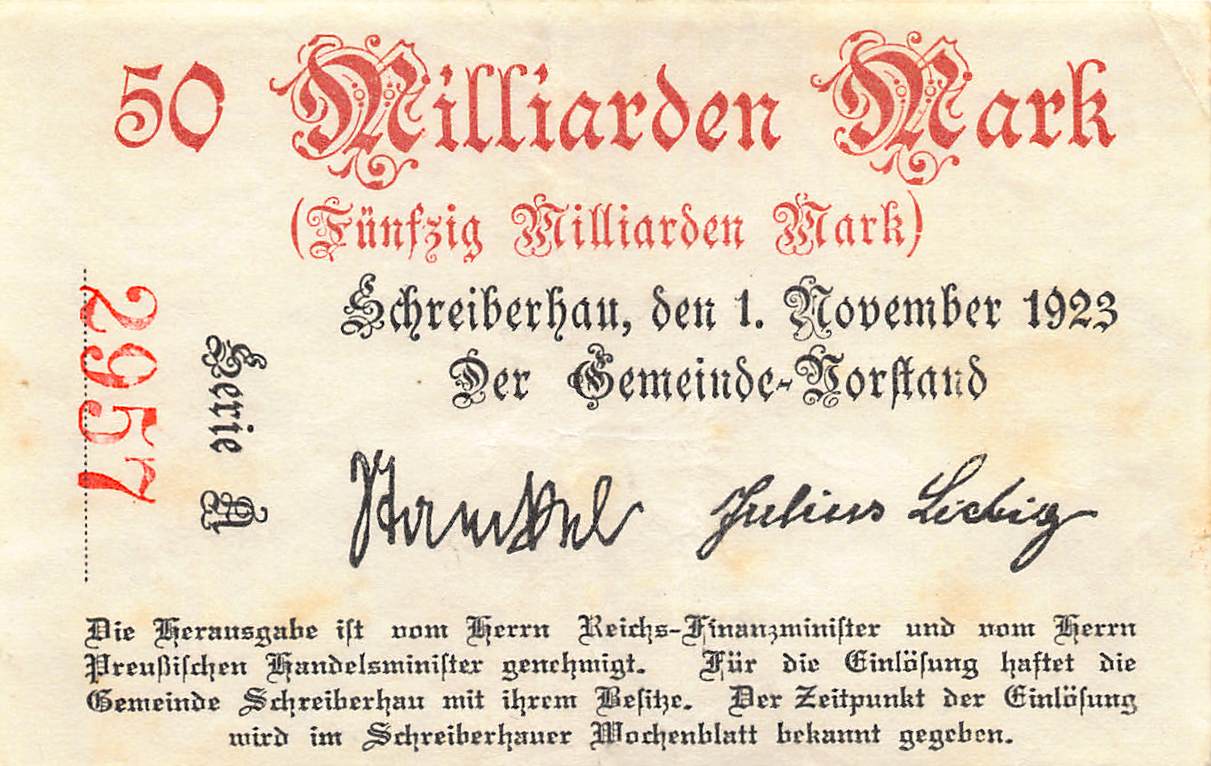 50 Milliarden Mark
(Fünfzig Milliarden Mark)
Schreiberhau, den 1. November 1923
Der Gemeinde-Vorstand
2957
Serie A
Julius Liebig
Die Herausgabe ist vom Herrn Reichs-Finanzminister und vom Herrn
Preußischen Handelsminister genehmigt. Für die Einlösung haftet die
Gemeinde Schreiberhau mit ihrem Besitze. Der Zeitpunkt der Einlösung
wird im Schreiberhauer Wochenblatt bekannt gegeben.